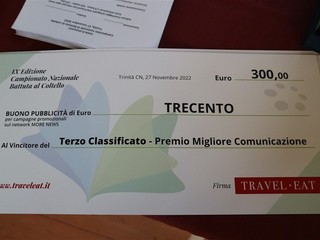 IX Edizione
Campionato Nazionale
Battuta al Coltello
Trinità CN, 27 Novembre 2022
Euro 300,00
BUONO PUBBLICITÀ di Euro TRECENTO
per campagne promozionali
sul network MORE NEWS
Al Vincitore del Terzo Classificato - Premio Migliore Comunicazione
www.traveleat.it
Firma TRAVEL·EAT